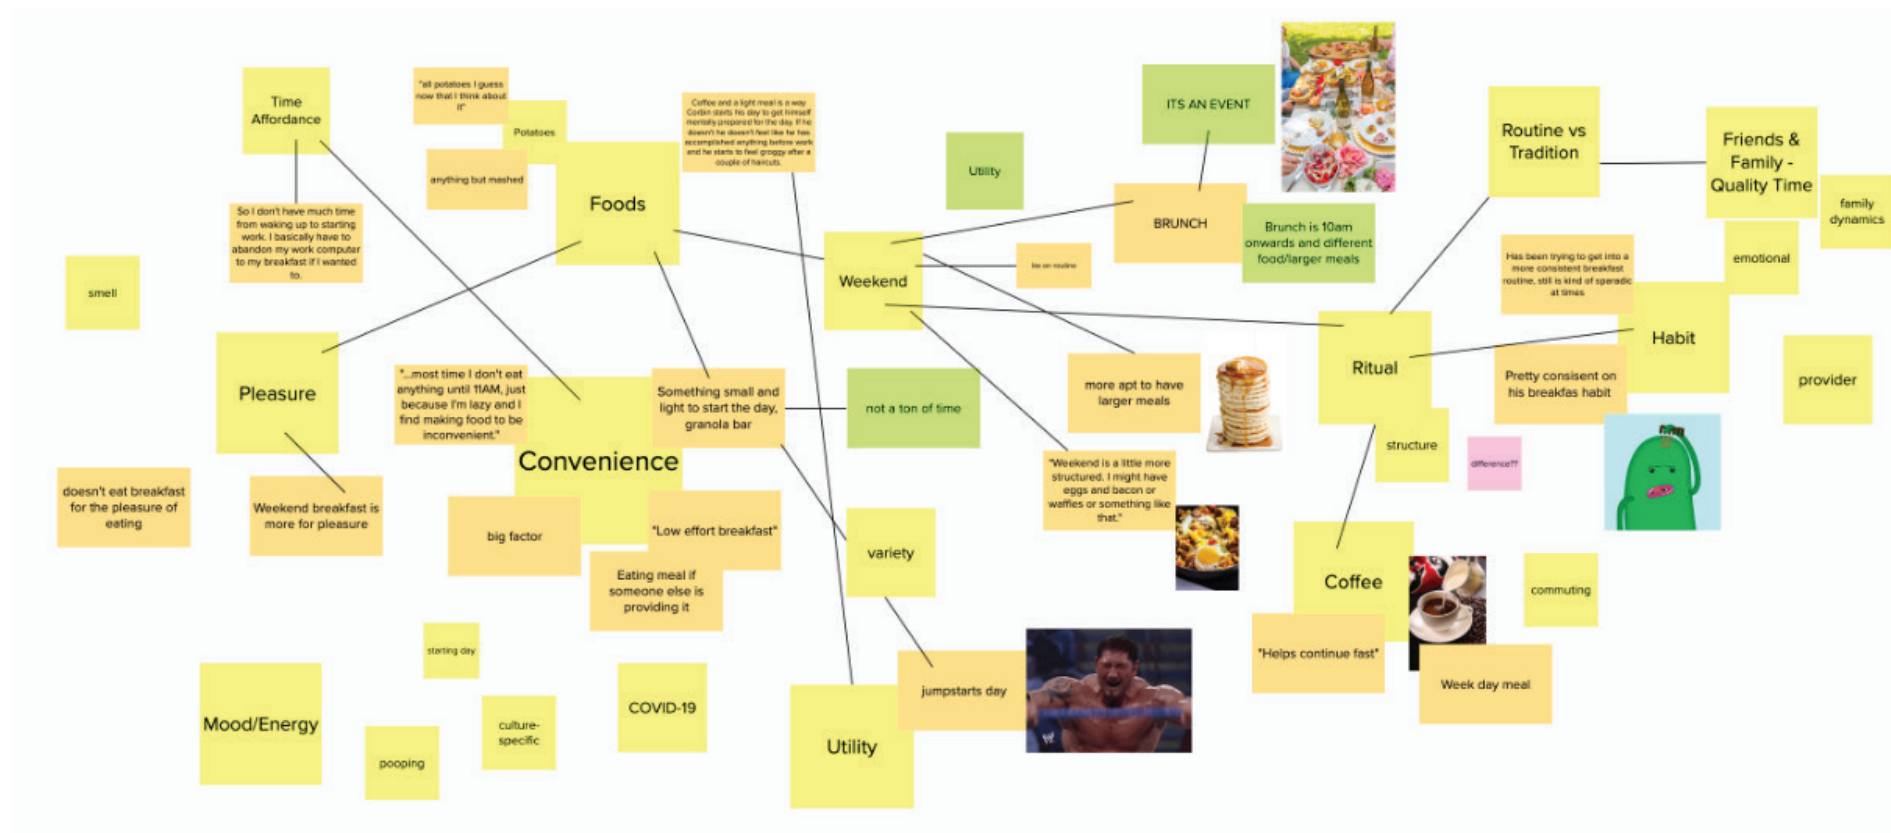 Time
Affordance
"all potatoes I guess
now that I think about
it"
Potatoes
anything but mashed
Foods
Coffee and a light meal is a way
Corbin starts his day to get himself
mentally prepared for the day. If he
doesn't he doesn't feel like he has
accomplished anything before work
and he starts to feel groggy after a
couple of haircuts.
Utility
ITS AN EVENT
BRUNCH
Brunch is 10am
onwards and different
food/larger meals
Routine vs
Tradition
Friends &
Family -
Quality Time
family
dynamics
emotional
So I don't have much time
from waking up to starting
work. I basically have to
abandon my work computer
to my breakfast if I wanted
to.
smell
Weekend
on routine
Has been trying to get into a
more consistent breakfast
routine, still is kind of sparadic
at times
Habit
Pretty consisent on
his breakfas habit
provider
Ritual
structure
difference??
Pleasure
"...most time I don't eat
anything until 11AM, just
because I'm lazy and I
find making food to be
inconvenient."
Something small and
light to start the day,
granola bar
not a ton of time
more apt to have
larger meals
Convenience
"Weekend is a little more
structured. I might have
eggs and bacon or
waffles or something like
that."
doesn't eat breakfast
for the pleasure of
eating
Weekend breakfast is
more for pleasure
big factor
"Low effort breakfast"
Eating meal if
someone else is
providing it
variety
Coffee
commuting
"Helps continue fast"
Week day meal
starting day
Mood/Energy
pooping
culture-
specific
COVID-19
jumpstarts day
Utility
W